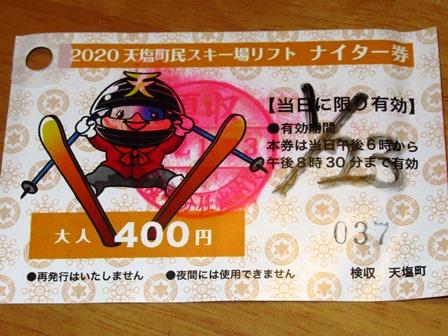 2020 天塩町民スキー場リフト ナイター券
天
領収
【当日に限り有効】
●有効期間
本券は当日午後6時から
午後8時30分まで有効
大人 400円
037
●再発行はいたしません ●夜間には使用できません 検収 天塩町